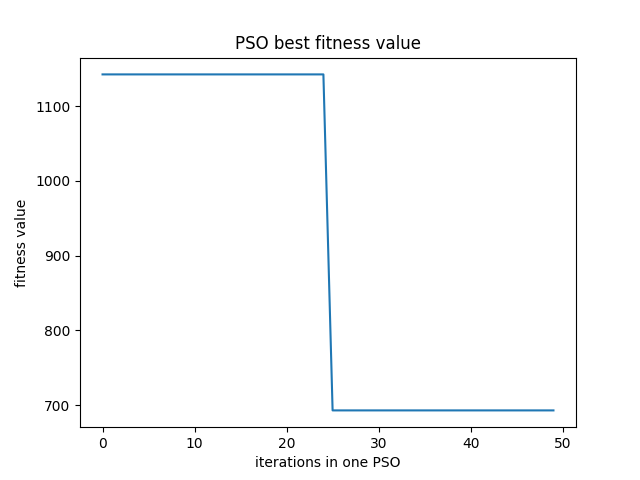 PSO best fitness value
fitness value
1100
1000
900
800
700
0 10 20 30 40 50
iterations in one PSO